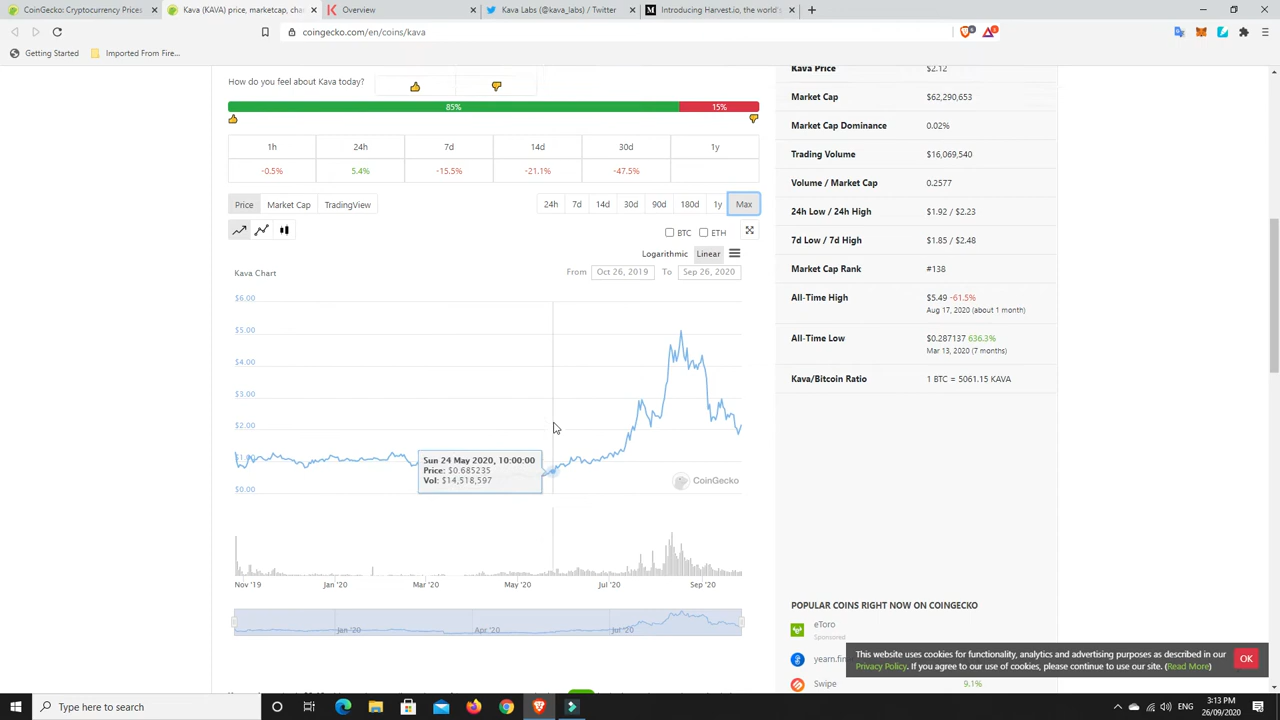 CoinGecko: Cryptocurrency Prices
Kava (KAVA) price, marketcap, cha
Overview
Kava Labs (@kava_labs) / Twitter
Introducing Harvest.io, the world's
coingecko.com/en/coins/kava
Getting Started
Imported From Fire...
How do you feel about Kava today?
85%
15%
1h 24h 7d 14d 30d 1y
-0.5% 5.4% -15.5% -21.1% -47.5%
Price Market Cap TradingView
24h 7d 14d 30d 90d 180d 1y Max
BTC ETH
Logarithmic Linear
Kava Chart
From Oct 26, 2019 To Sep 26, 2020
$6.00
$5.00
$4.00
$3.00
$2.00
$1.00
$0.00
Sun 24 May 2020, 10:00:00
Price: $0.685235
Vol: $14,518,597
CoinGecko
Nov '19 Jan '20 Mar '20 May '20 Jul '20 Sep '20
Jan '20 Apr '20 Jul '20
Kava Price $2.12
Market Cap $62,290,653
Market Cap Dominance 0.02%
Trading Volume $16,069,540
Volume / Market Cap 0.2577
24h Low / 24h High $1.92 / $2.23
7d Low / 7d High $1.85 / $2.48
Market Cap Rank #138
All-Time High $5.49 -61.5%
Aug 17, 2020 (about 1 month)
All-Time Low $0.287137 636.3%
Mar 13, 2020 (7 months)
Kava/Bitcoin Ratio 1 BTC = 5061.15 KAVA
POPULAR COINS RIGHT NOW ON COINGECKO
eToro
Sponsored
yearn.fin
Swipe 9.1%
This website uses cookies for functionality, analytics and advertising purposes as described in our
Privacy Policy. If you agree to our use of cookies, please continue to use our site. (Read More)
OK
Type here to search
ENG
3:13 PM
26/09/2020